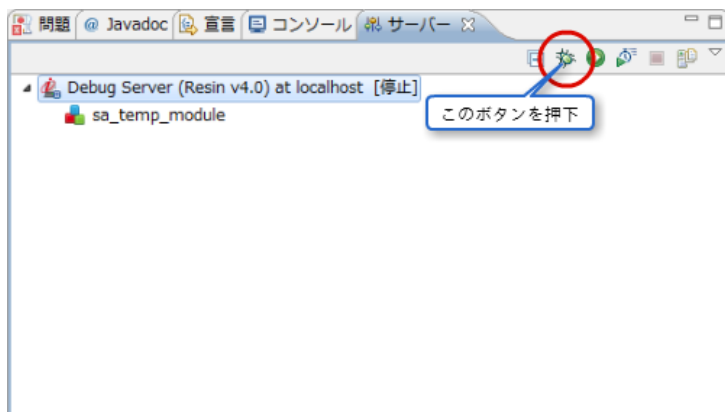 問題 @ Javadoc 宣言 コンソール サーバー
Debug Server (Resin v4.0) at localhost [停止]
このボタンを押下
sa_temp_module